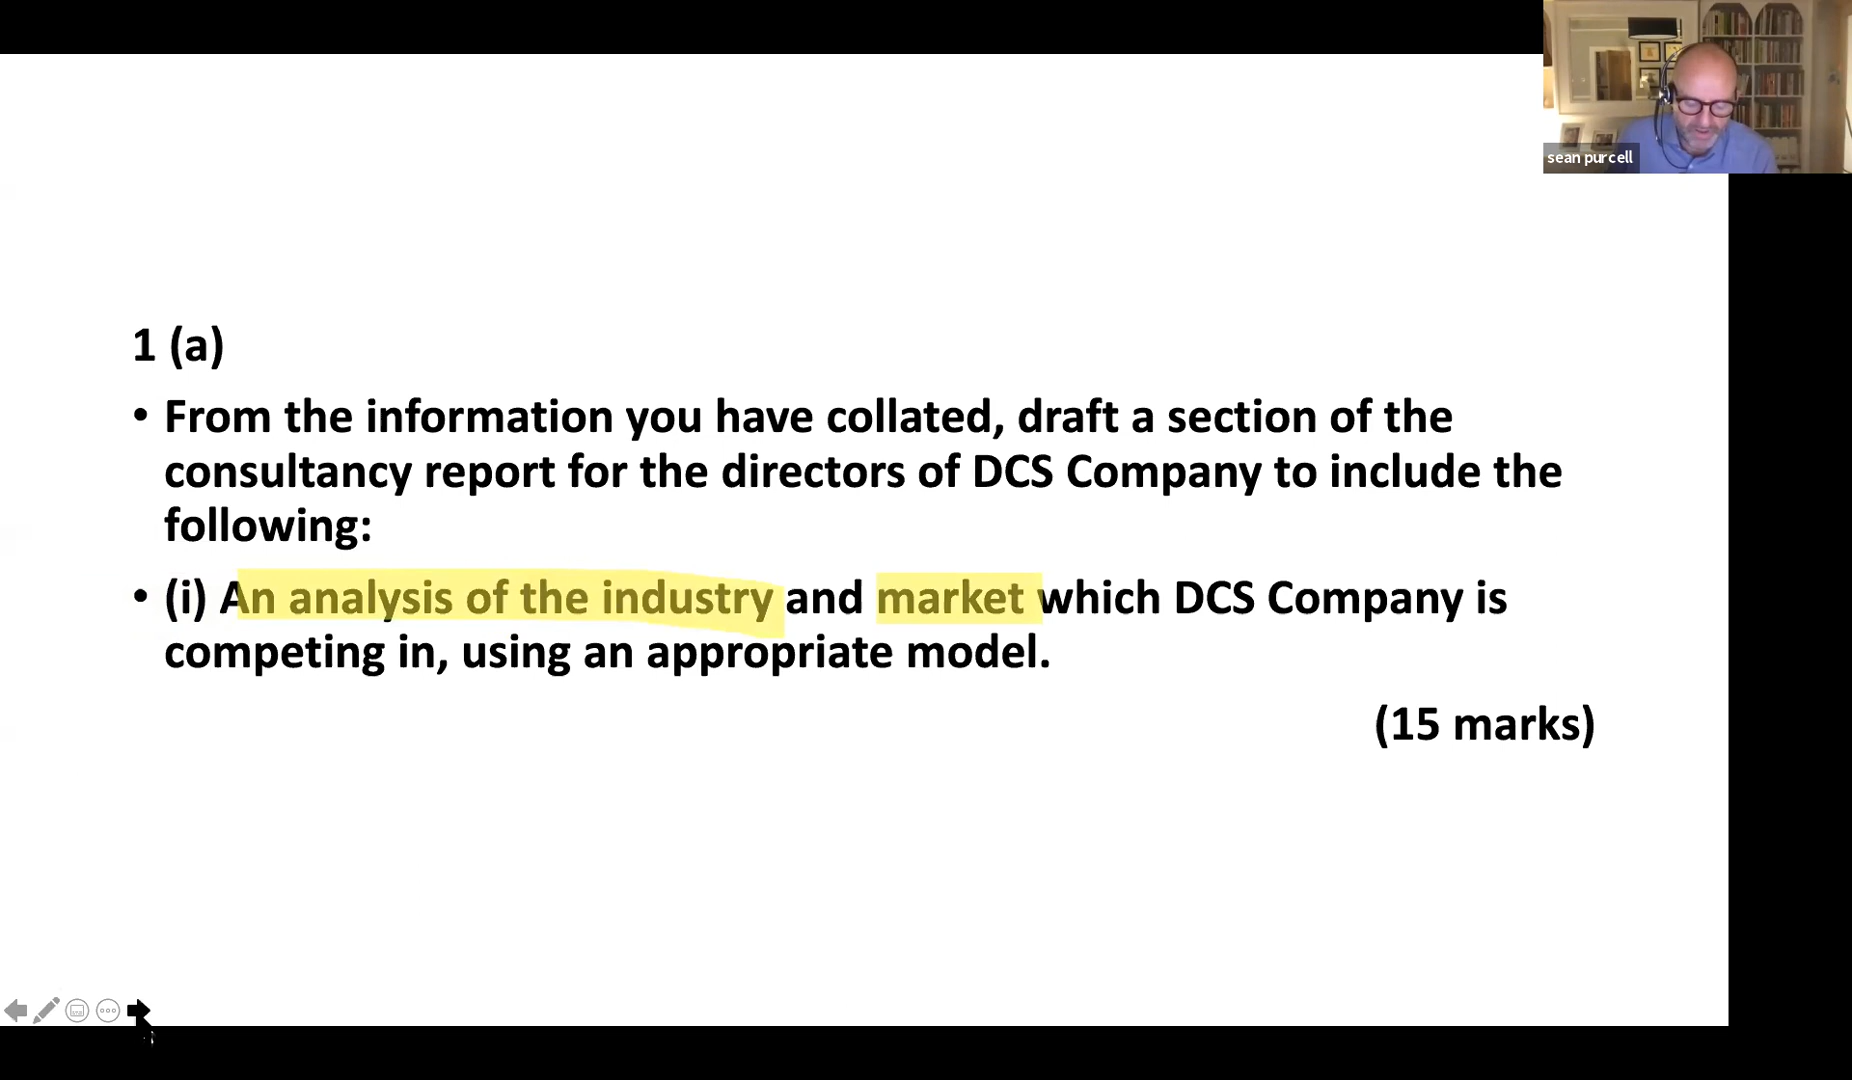 sean purcell
1 (a)
• From the information you have collated, draft a section of the
consultancy report for the directors of DCS Company to include the
following:
• (i) An analysis of the industry and market which DCS Company is
competing in, using an appropriate model.
(15 marks)